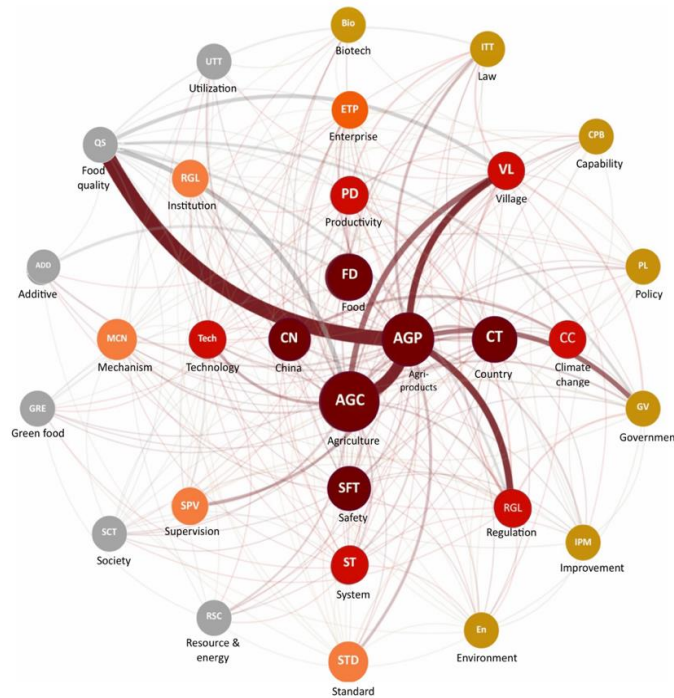 Bio
Biotech
ITT
Law
UTT
Utilization
ETP
Enterprise
CPB
Capability
QS
Food
quality
RGL
Institution
PD
Productivity
VL
Village
ADD
Additive
FD
Food
PL
Policy
MCN
Mechanism
Tech
Technology
CN
China
AGP
Agri-
products
CT
Country
CC
Climate
change
GRE
Green food
AGC
Agriculture
GV
Government
SPV
Supervision
SFT
Safety
RGL
Regulation
SCT
Society
ST
System
IPM
Improvement
RSC
Resource &
energy
En
Environment
STD
Standard